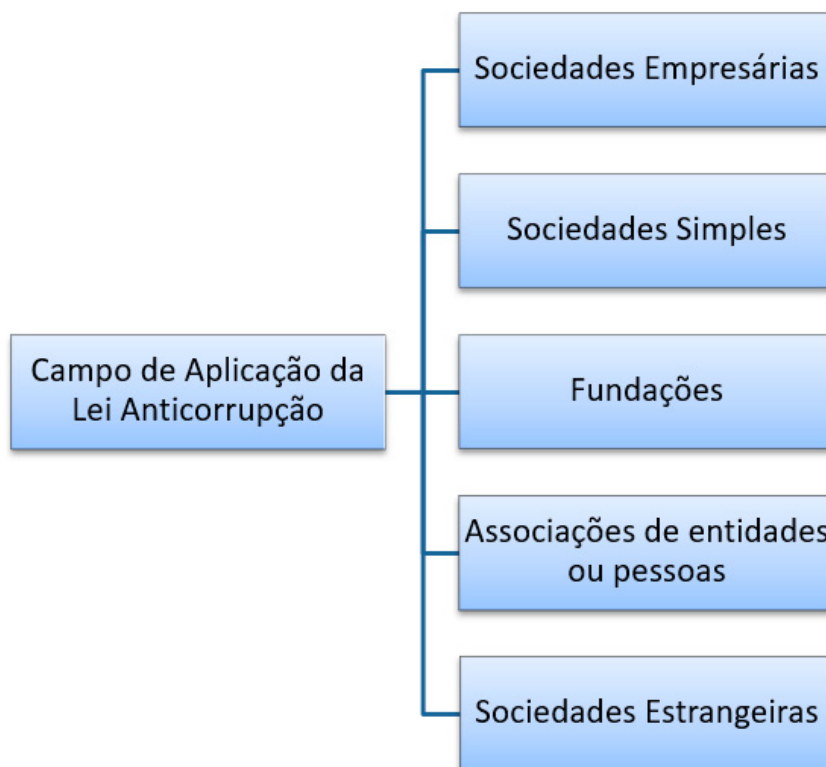 Sociedades Empresárias
Sociedades Simples
Campo de Aplicação da
Lei Anticorrupção
Fundações
Associações de entidades
ou pessoas
Sociedades Estrangeiras